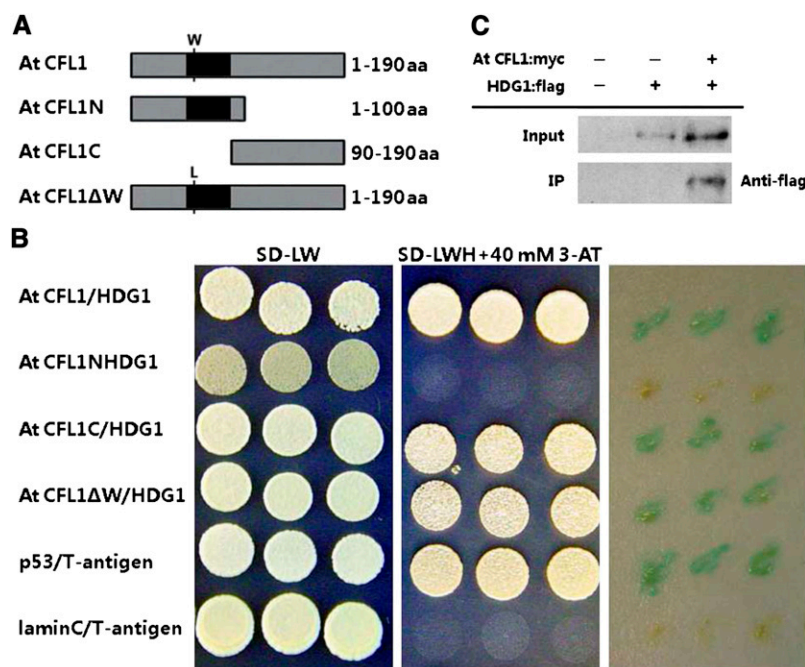 A
W
At CFL1 1-190aa
At CFL1N 1-100aa
At CFL1C 90-190aa
L
At CFL1ΔW 1-190aa
C
At CFL1:myc − − +
HDG1:flag − + +
Input
IP Anti-flag
B
SD-LW SD-LWH+40 mM 3-AT
At CFL1/HDG1
At CFL1NHDG1
At CFL1C/HDG1
At CFL1ΔW/HDG1
p53/T-antigen
laminC/T-antigen